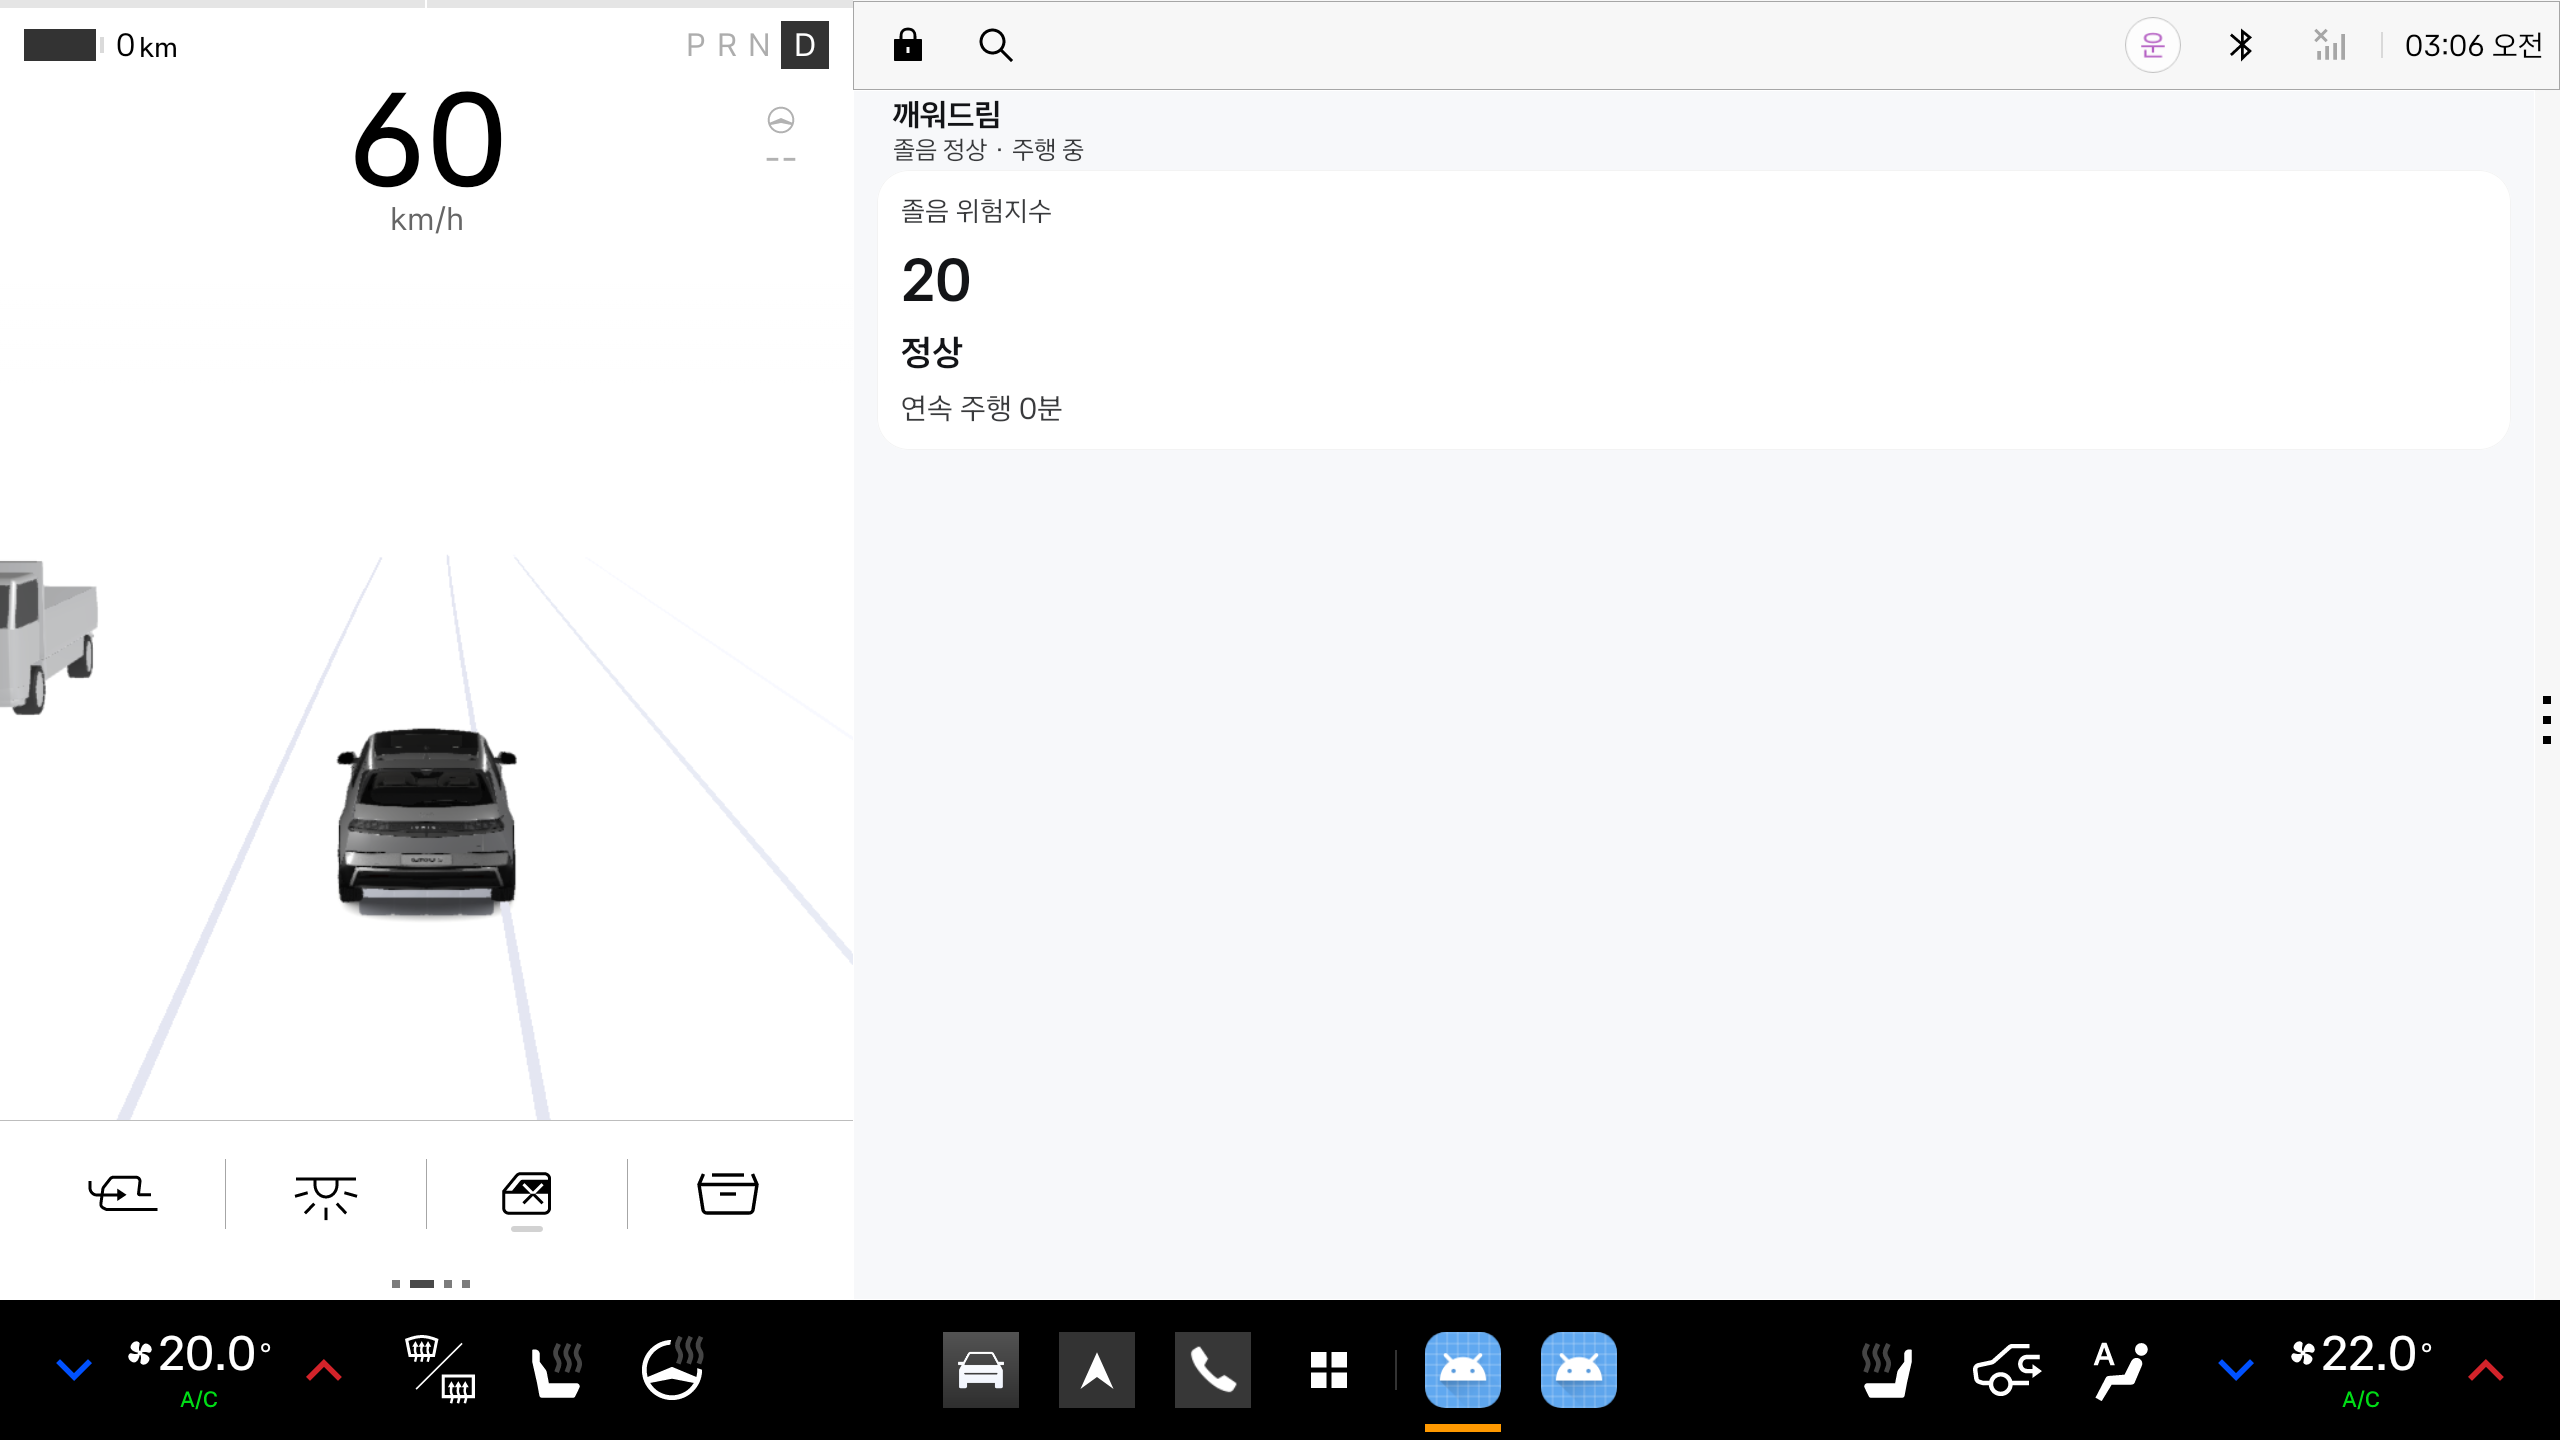 0 km
P R N D
60
km/h
--
운
03:06 오전
깨워드림
졸음 정상 · 주행 중
졸음 위험지수
20
정상
연속 주행 0분
20.0°
A/C
A
22.0°
A/C